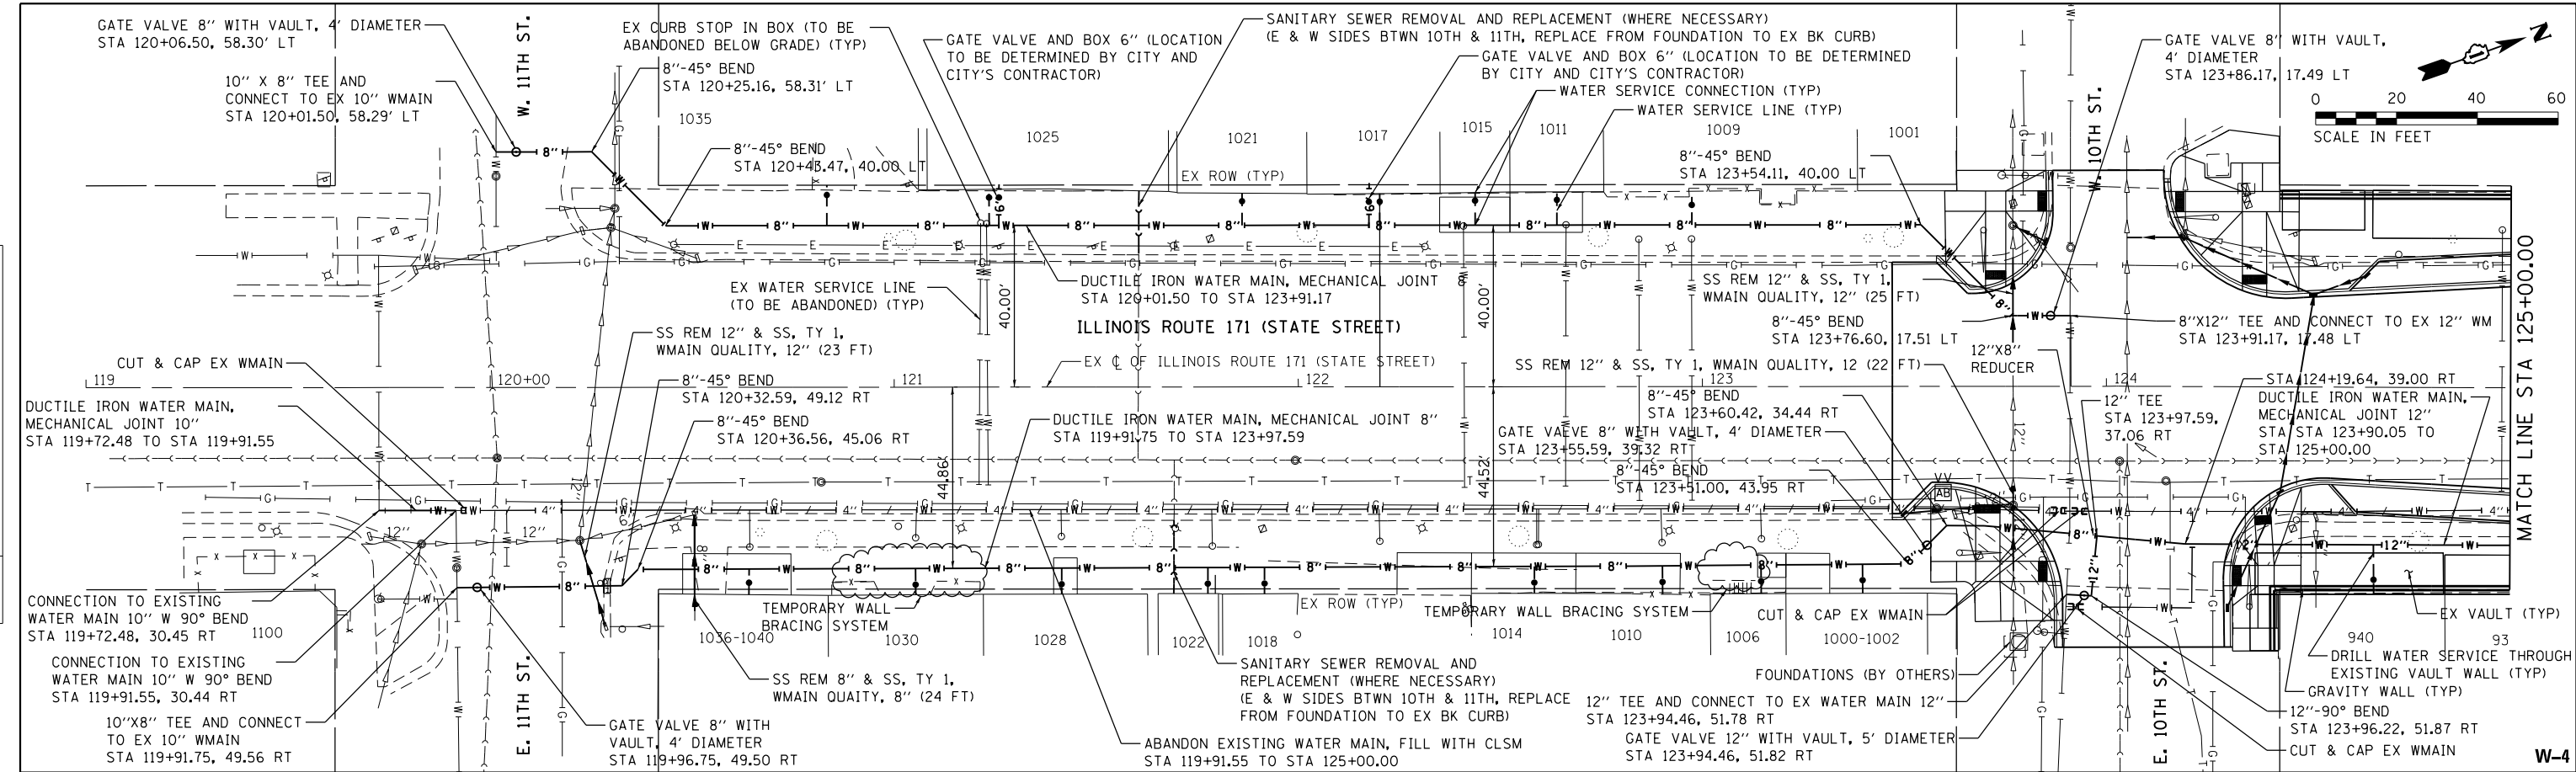 GATE VALVE 8" WITH VAULT, 4' DIAMETER
STA 120+06.50, 58.30' LT
10" X 8" TEE AND
CONNECT TO EX 10" WMAIN
STA 120+01.50, 58.29' LT
W. 11TH ST.
EX CURB STOP IN BOX (TO BE
ABANDONED BELOW GRADE) (TYP)
8"-45° BEND
STA 120+25.16, 58.31' LT
1035
8"-45° BEND
STA 120+43.47, 40.00 LT
GATE VALVE AND BOX 6" (LOCATION
TO BE DETERMINED BY CITY AND
CITY'S CONTRACTOR)
SANITARY SEWER REMOVAL AND REPLACEMENT (WHERE NECESSARY)
(E & W SIDES BTWN 10TH & 11TH, REPLACE FROM FOUNDATION TO EX BK CURB)
GATE VALVE AND BOX 6" (LOCATION TO BE DETERMINED
BY CITY AND CITY'S CONTRACTOR)
WATER SERVICE CONNECTION (TYP)
WATER SERVICE LINE (TYP)
1025
1021
1017
1015
1011
1009
1001
EX ROW (TYP)
8"-45° BEND
STA 123+54.11, 40.00 LT
W. 10TH ST.
GATE VALVE 8" WITH VAULT,
4' DIAMETER
STA 123+86.17, 17.49 LT
N
0 20 40 60
SCALE IN FEET
EX WATER SERVICE LINE
(TO BE ABANDONED) (TYP)
40.00'
DUCTILE IRON WATER MAIN, MECHANICAL JOINT 8"
STA 120+01.50 TO STA 123+91.17
40.00'
ILLINOIS ROUTE 171 (STATE STREET)
EX ℄ OF ILLINOIS ROUTE 171 (STATE STREET)
SS REM 12" & SS, TY 1,
WMAIN QUALITY, 12" (25 FT)
8"-45° BEND
STA 123+76.60, 17.51 LT
8"X12" TEE AND CONNECT TO EX 12" WM
STA 123+91.17, 17.48 LT
12"X8"
REDUCER
SS REM 12" & SS, TY 1, WMAIN QUALITY, 12 (22 FT)
MATCH LINE STA 125+00.00
119
120+00
121
122
123
124
CUT & CAP EX WMAIN
DUCTILE IRON WATER MAIN,
MECHANICAL JOINT 10"
STA 119+72.48 TO STA 119+91.55
SS REM 12" & SS, TY 1,
WMAIN QUALITY, 12" (23 FT)
8"-45° BEND
STA 120+32.59, 49.12 RT
8"-45° BEND
STA 120+36.56, 45.06 RT
44.86'
DUCTILE IRON WATER MAIN, MECHANICAL JOINT 8"
STA 119+91.75 TO STA 123+97.59
44.52'
8"-45° BEND
STA 123+60.42, 34.44 RT
GATE VALVE 8" WITH VAULT, 4' DIAMETER
STA 123+55.59, 39.32 RT
8"-45° BEND
STA 123+51.00, 43.95 RT
VV
AB
12" TEE
STA 123+97.59,
37.06 RT
STA 124+19.64, 39.00 RT
DUCTILE IRON WATER MAIN,
MECHANICAL JOINT 12"
STA STA 123+90.05 TO
STA 125+00.00
CONNECTION TO EXISTING
WATER MAIN 10" W 90° BEND
STA 119+72.48, 30.45 RT
1100
CONNECTION TO EXISTING
WATER MAIN 10" W 90° BEND
STA 119+91.55, 30.44 RT
10"X8" TEE AND CONNECT
TO EX 10" WMAIN
STA 119+91.75, 49.56 RT
E. 11TH ST.
GATE VALVE 8" WITH
VAULT, 4' DIAMETER
STA 119+96.75, 49.50 RT
1036-1040
SS REM 8" & SS, TY 1,
WMAIN QUAITY, 8" (24 FT)
TEMPORARY WALL
BRACING SYSTEM
1030
1028
1022
1018
1014
1010
1006
1000-1002
EX ROW (TYP)
TEMPORARY WALL BRACING SYSTEM
CUT & CAP EX WMAIN
SANITARY SEWER REMOVAL AND
REPLACEMENT (WHERE NECESSARY)
(E & W SIDES BTWN 10TH & 11TH, REPLACE
FROM FOUNDATION TO EX BK CURB)
ABANDON EXISTING WATER MAIN, FILL WITH CLSM
STA 119+91.55 TO STA 125+00.00
FOUNDATIONS (BY OTHERS)
12" TEE AND CONNECT TO EX WATER MAIN 12"
STA 123+94.46, 51.78 RT
GATE VALVE 12" WITH VAULT, 5' DIAMETER
STA 123+94.46, 51.82 RT
E. 10TH ST.
EX VAULT (TYP)
940
93
DRILL WATER SERVICE THROUGH
EXISTING VAULT WALL (TYP)
GRAVITY WALL (TYP)
12"-90° BEND
STA 123+96.22, 51.87 RT
CUT & CAP EX WMAIN
W-4